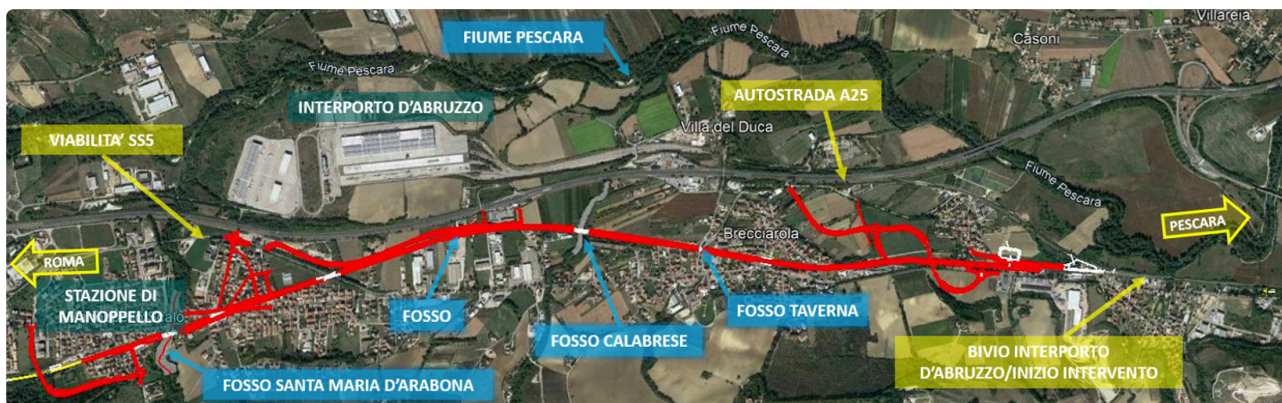 Villareia
Casoni
FIUME PESCARA
Fiume Pescara
Fiume Pescara
AUTOSTRADA A25
INTERPORTO D'ABRUZZO
VIABILITA' SS5
Villa del Duca
Fiume Pescara
PESCARA
Brecciarola
ROMA
STAZIONE DI
MANOPPELLO
FOSSO
FOSSO TAVERNA
FOSSO CALABRESE
BIVIO INTERPORTO
D'ABRUZZO/INIZIO INTERVENTO
FOSSO SANTA MARIA D'ARABONA